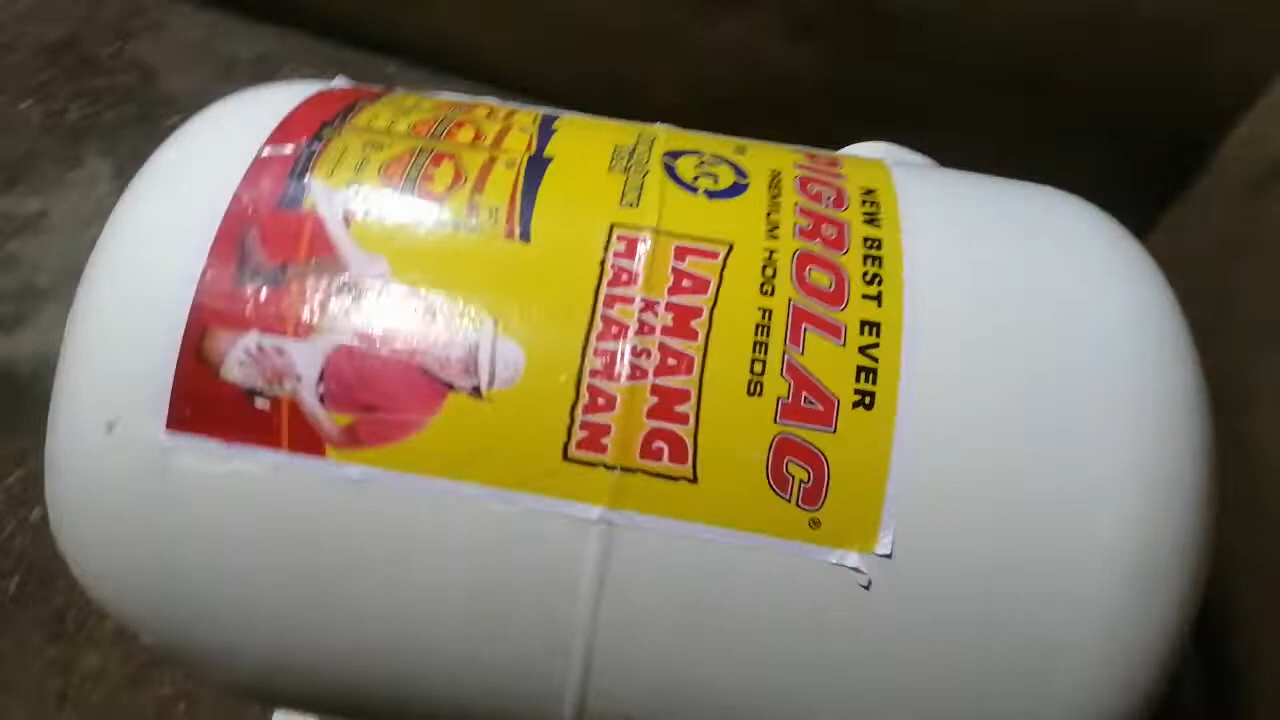 NEW BEST EVER
PIGROLAC®
PREMIUM HOG FEEDS
LAMANG
KA SA
HALAMAN